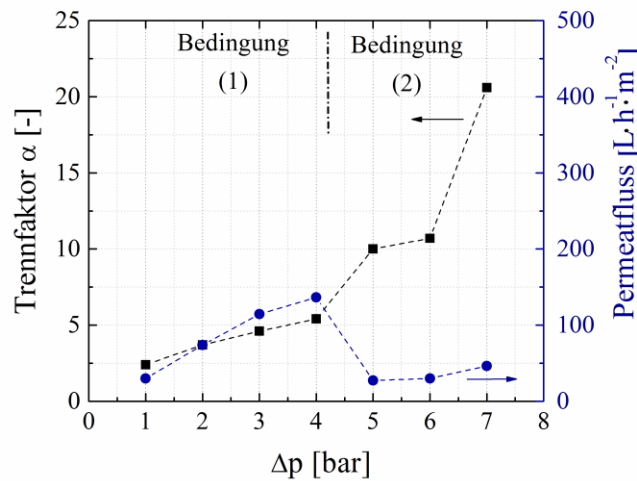 Bedingung
(1)
Bedingung
(2)
Trennfaktor α [-]
25
20
15
10
5
0
Permeatfluss [L·h⁻¹·m⁻²]
500
400
300
200
100
0
0 1 2 3 4 5 6 7 8
Δp [bar]